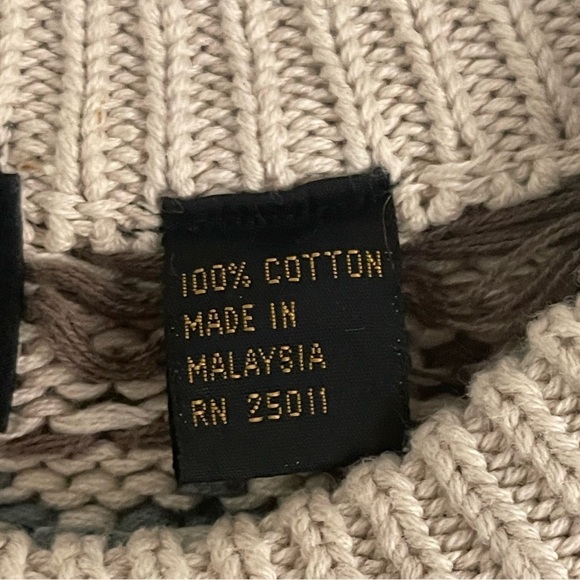 100% COTTON
MADE IN
MALAYSIA
RN 25011